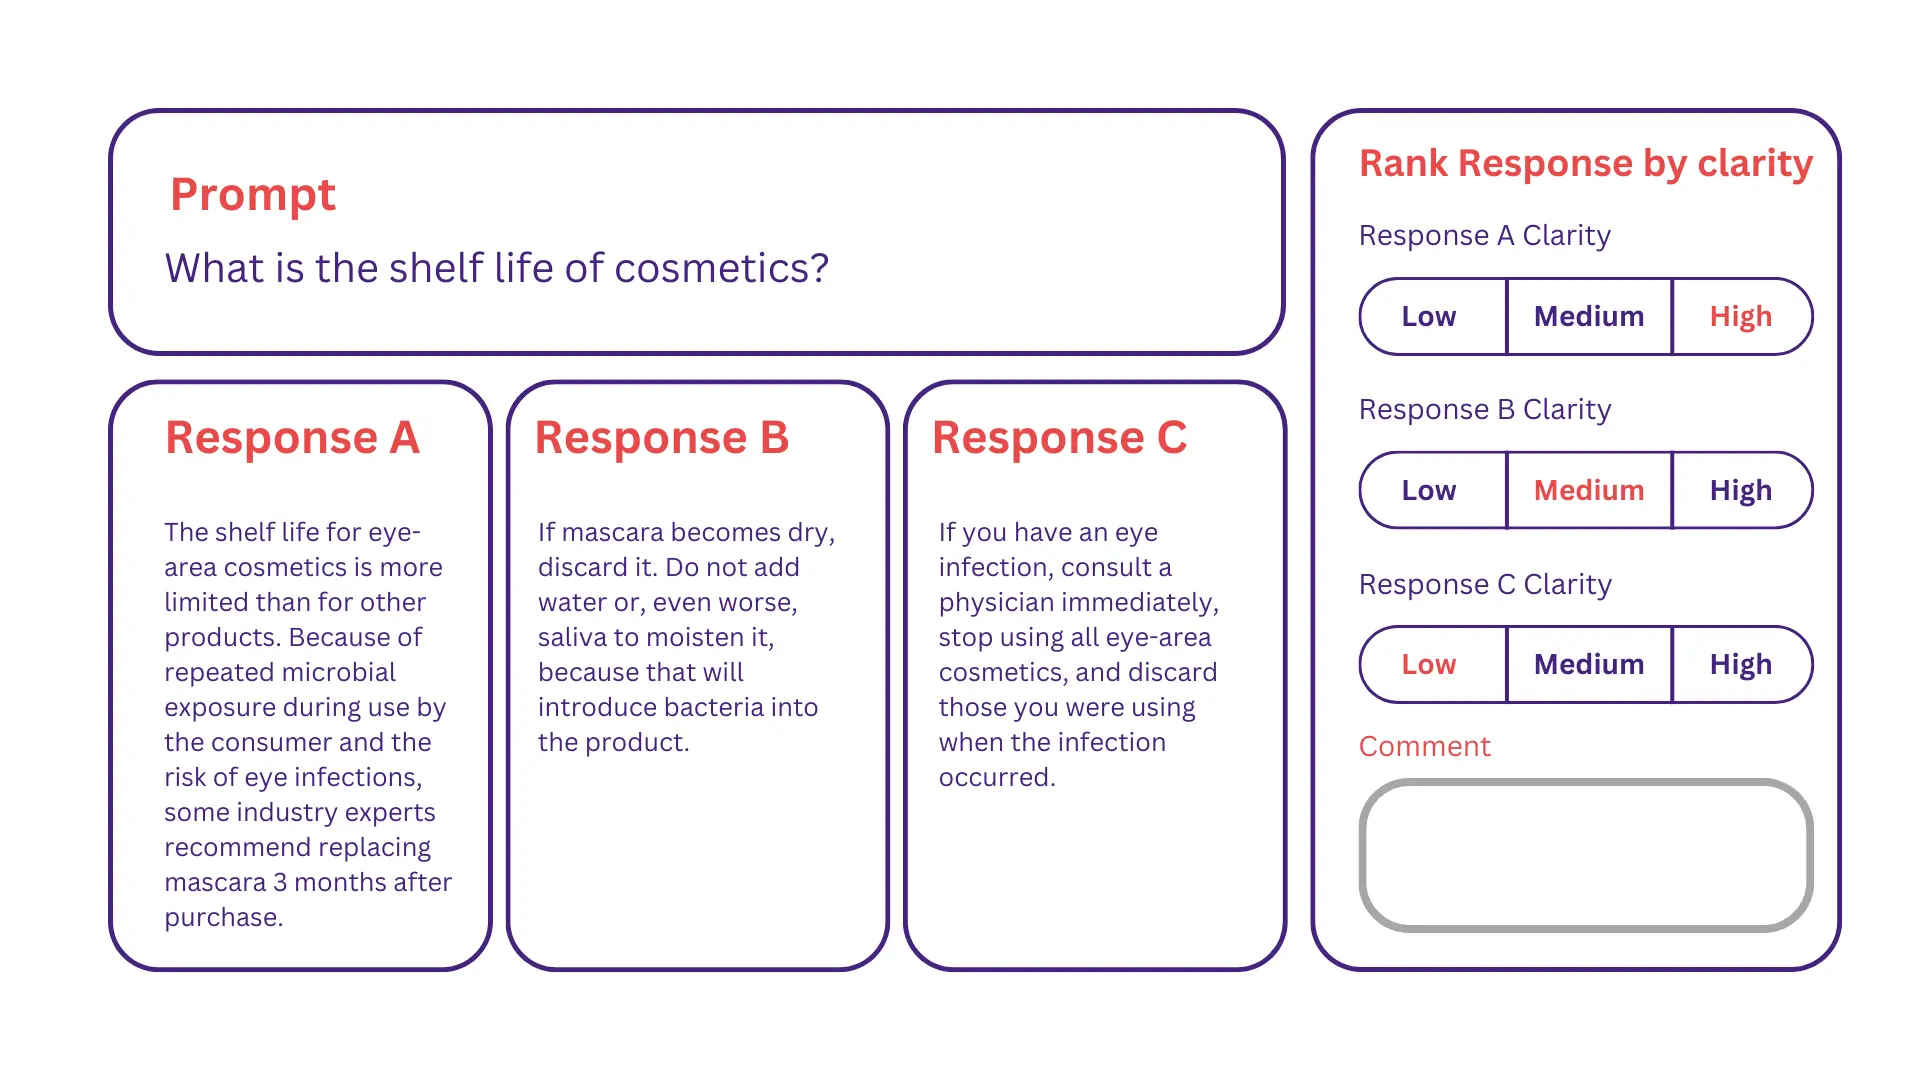 Prompt
What is the shelf life of cosmetics?
Response A
The shelf life for eye-
area cosmetics is more
limited than for other
products. Because of
repeated microbial
exposure during use by
the consumer and the
risk of eye infections,
some industry experts
recommend replacing
mascara 3 months after
purchase.
Response B
If mascara becomes dry,
discard it. Do not add
water or, even worse,
saliva to moisten it,
because that will
introduce bacteria into
the product.
Response C
If you have an eye
infection, consult a
physician immediately,
stop using all eye-area
cosmetics, and discard
those you were using
when the infection
occurred.
Rank Response by clarity
Response A Clarity
Low Medium High
Response B Clarity
Low Medium High
Response C Clarity
Low Medium High
Comment